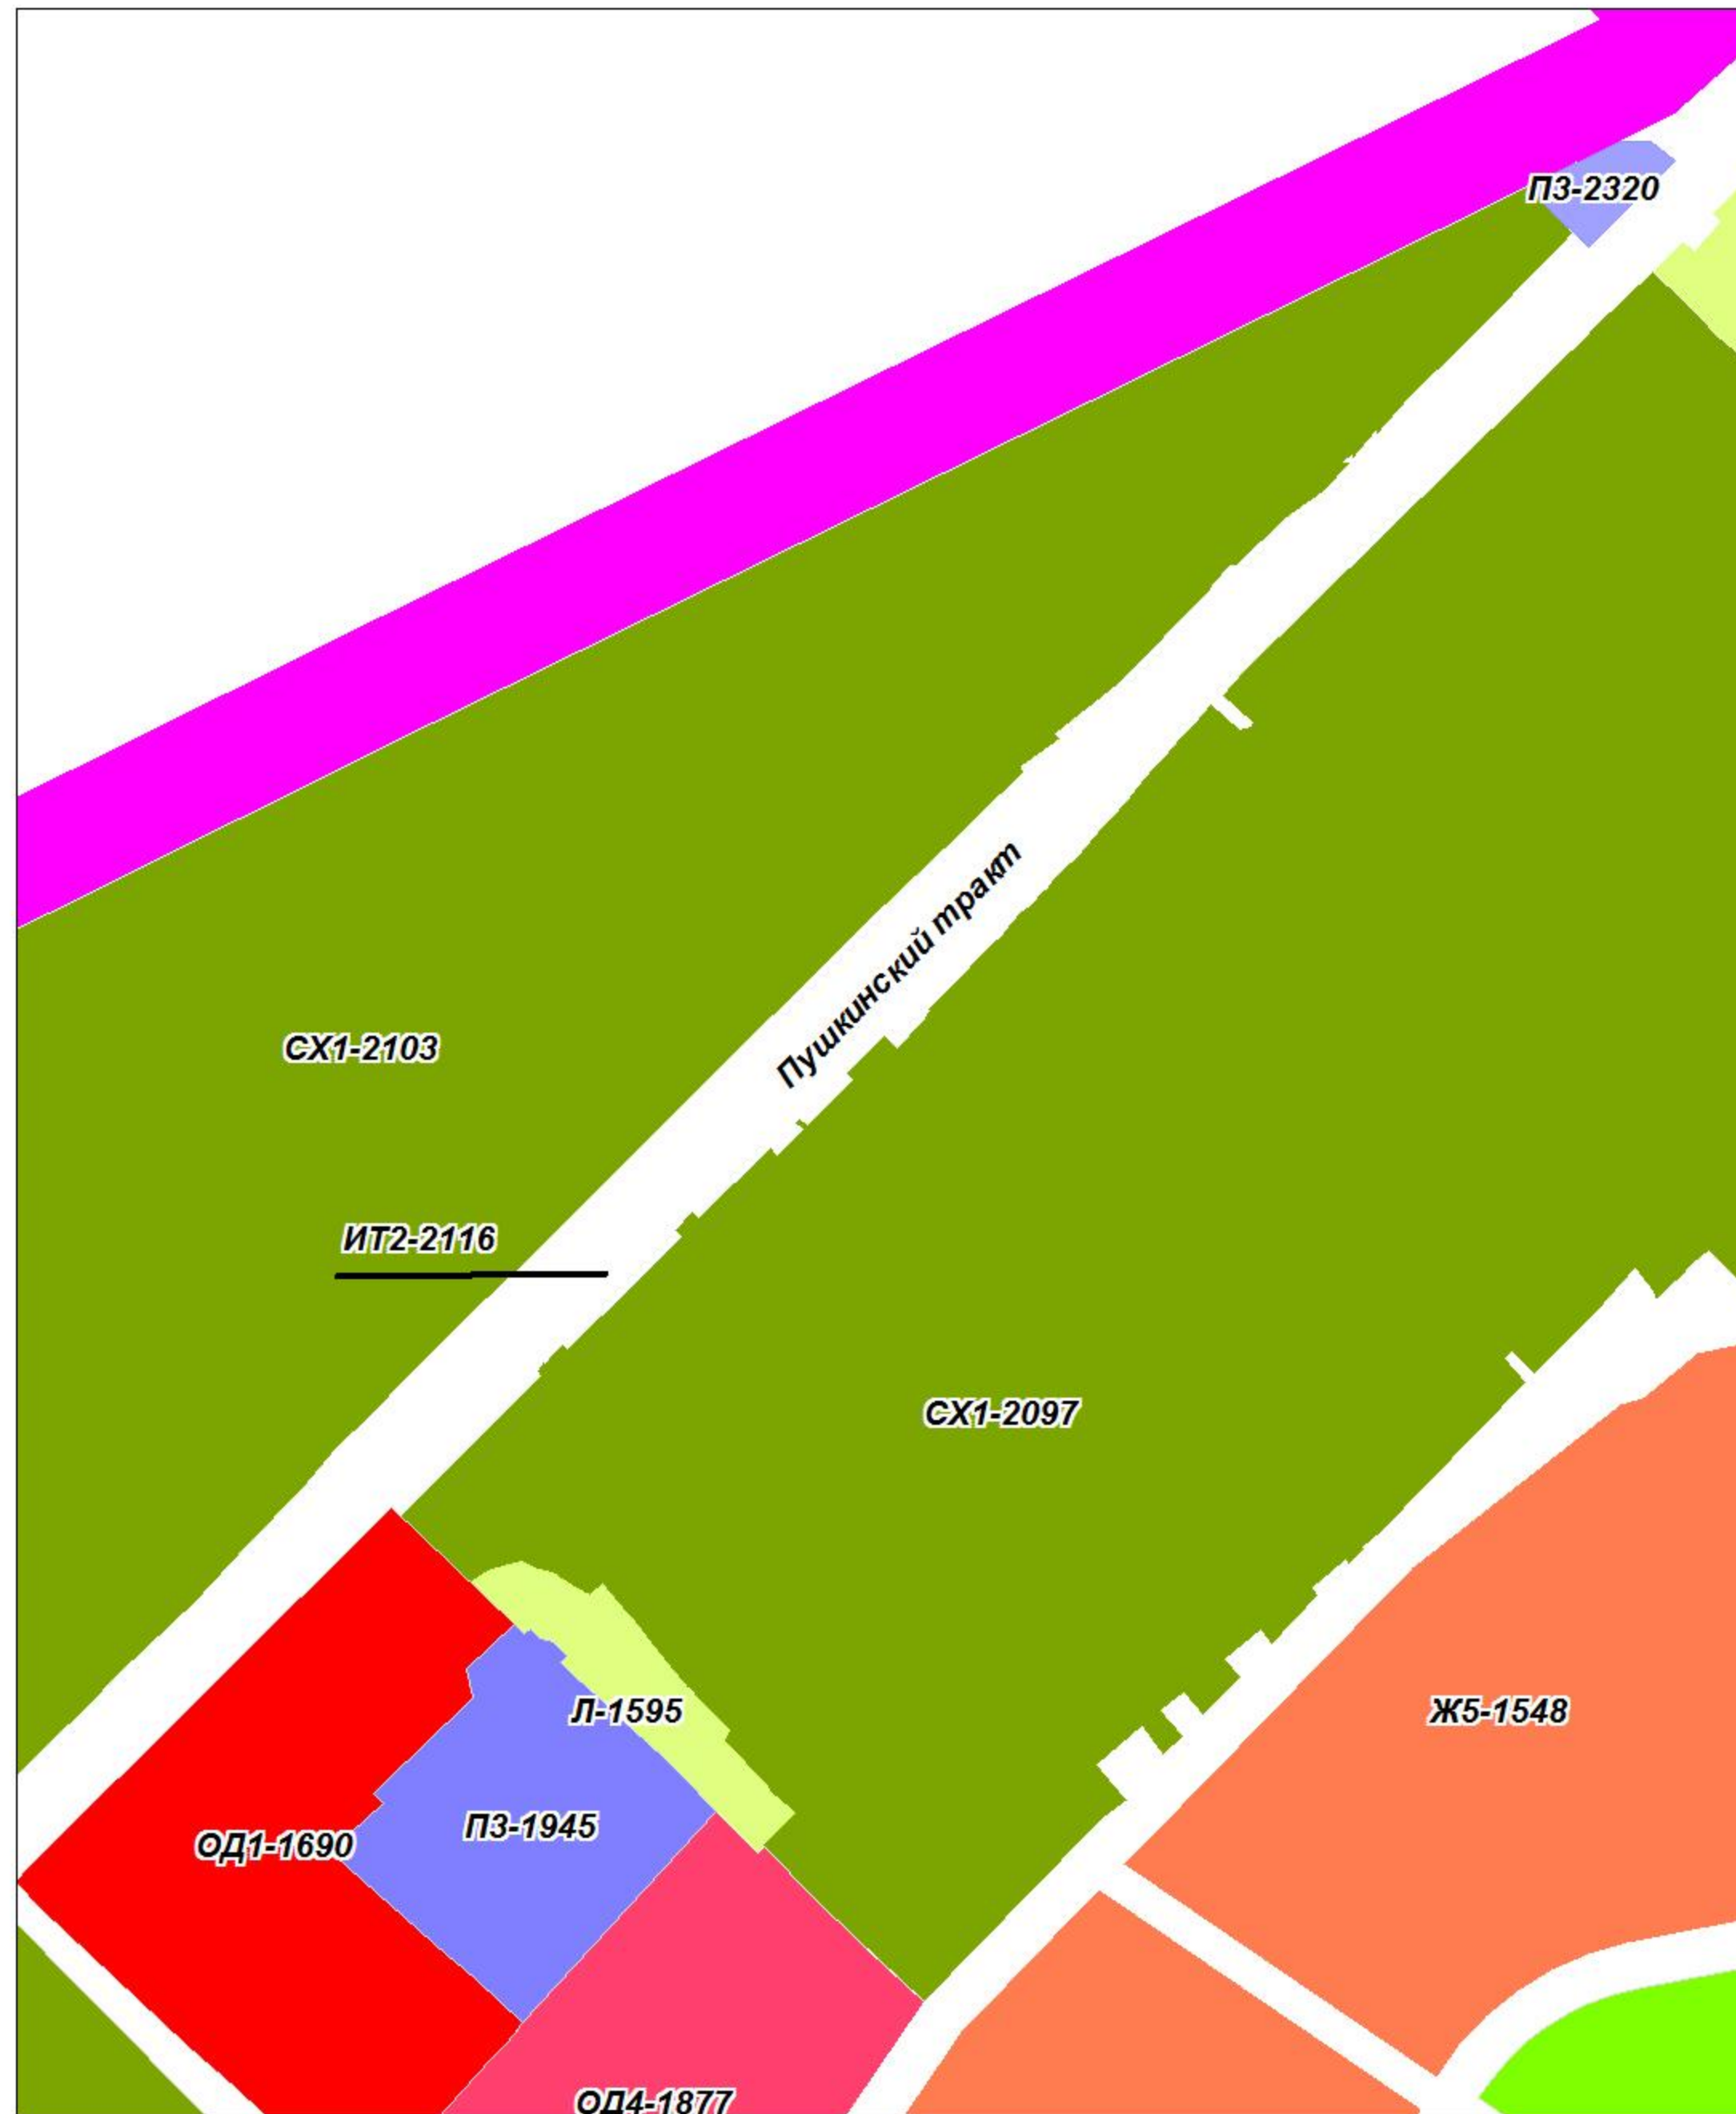 ПЗ-2320
Пушкинский тракт
СХ1-2103
ИТ2-2116
СХ1-2097
Л-1595
Ж5-1548
ПЗ-1945
ОД1-1690
ОД4-1877